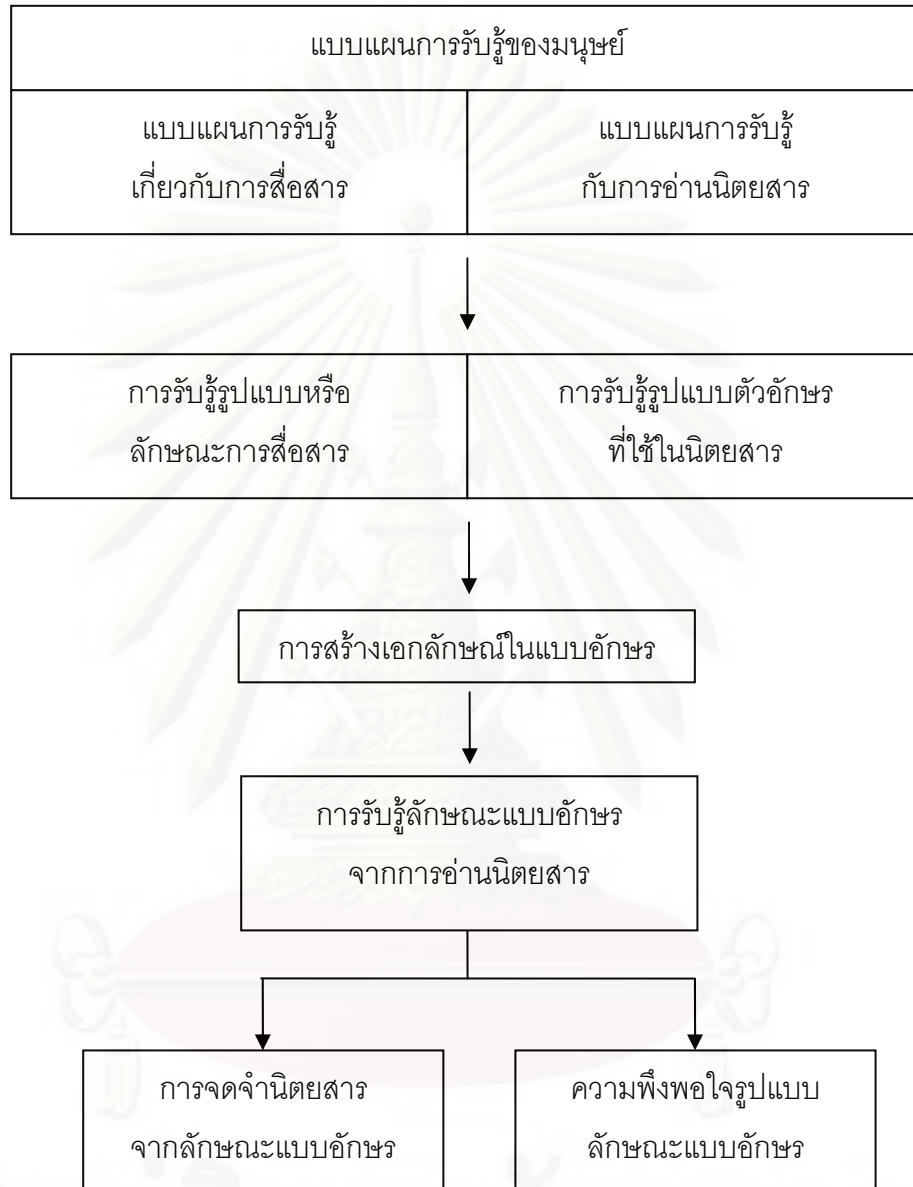 แบบแผนการรับรู้ของมนุษย์
แบบแผนการรับรู้
เกี่ยวกับการสื่อสาร
แบบแผนการรับรู้
กับการอ่านนิตยสาร
การรับรู้รูปแบบหรือ
ลักษณะการสื่อสาร
การรับรู้รูปแบบตัวอักษร
ที่ใช้ในนิตยสาร
การสร้างเอกลักษณ์ในแบบอักษร
การรับรู้ลักษณะแบบอักษร
จากการอ่านนิตยสาร
การจดจำนิตยสาร
จากลักษณะแบบอักษร
ความพึงพอใจรูปแบบ
ลักษณะแบบอักษร